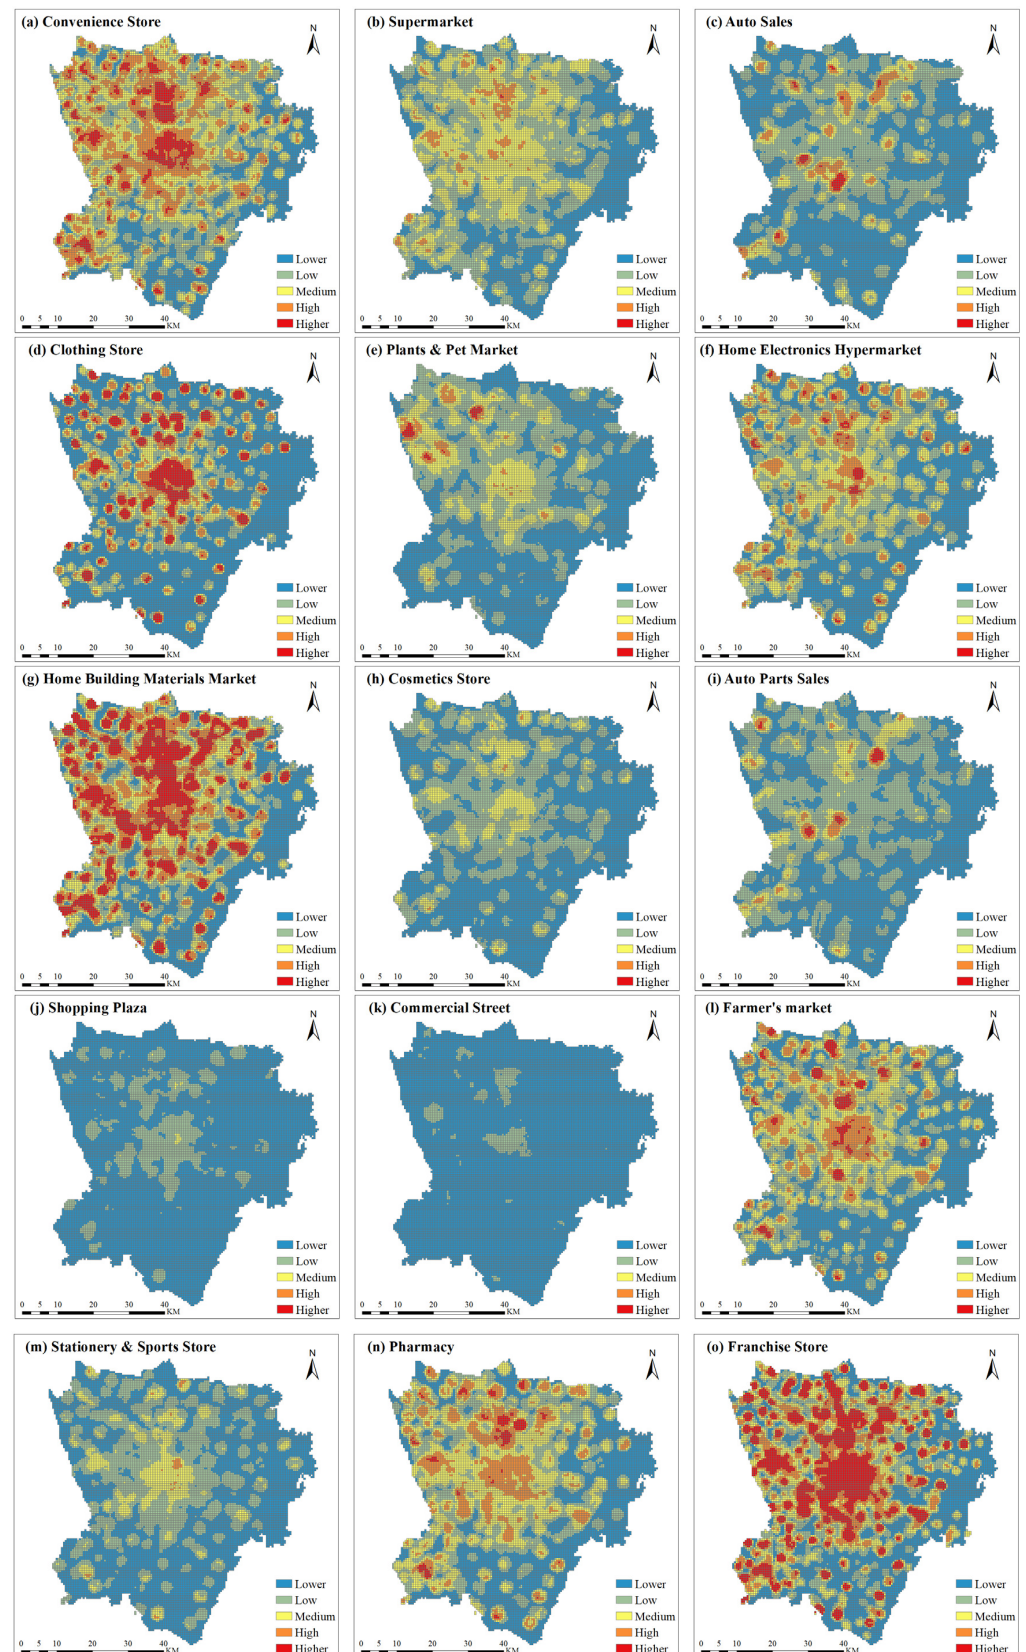 (a) Convenience Store
N
Lower
Low
Medium
High
Higher
0 5 10 20 30 40
KM
(b) Supermarket
N
Lower
Low
Medium
High
Higher
0 5 10 20 30 40
KM
(c) Auto Sales
N
Lower
Low
Medium
High
Higher
0 5 10 20 30 40
KM
(d) Clothing Store
N
Lower
Low
Medium
High
Higher
0 5 10 20 30 40
KM
(e) Plants & Pet Market
N
Lower
Low
Medium
High
Higher
0 5 10 20 30 40
KM
(f) Home Electronics Hypermarket
N
Lower
Low
Medium
High
Higher
0 5 10 20 30 40
KM
(g) Home Building Materials Market
N
Lower
Low
Medium
High
Higher
0 5 10 20 30 40
KM
(h) Cosmetics Store
N
Lower
Low
Medium
High
Higher
0 5 10 20 30 40
KM
(i) Auto Parts Sales
N
Lower
Low
Medium
High
Higher
0 5 10 20 30 40
KM
(j) Shopping Plaza
N
Lower
Low
Medium
High
Higher
0 5 10 20 30 40
KM
(k) Commercial Street
N
Lower
Low
Medium
High
Higher
0 5 10 20 30 40
KM
(l) Farmer's market
N
Lower
Low
Medium
High
Higher
0 5 10 20 30 40
KM
(m) Stationery & Sports Store
N
Lower
Low
Medium
High
Higher
0 5 10 20 30 40
KM
(n) Pharmacy
N
Lower
Low
Medium
High
Higher
0 5 10 20 30 40
KM
(o) Franchise Store
N
Lower
Low
Medium
High
Higher
0 5 10 20 30 40
KM